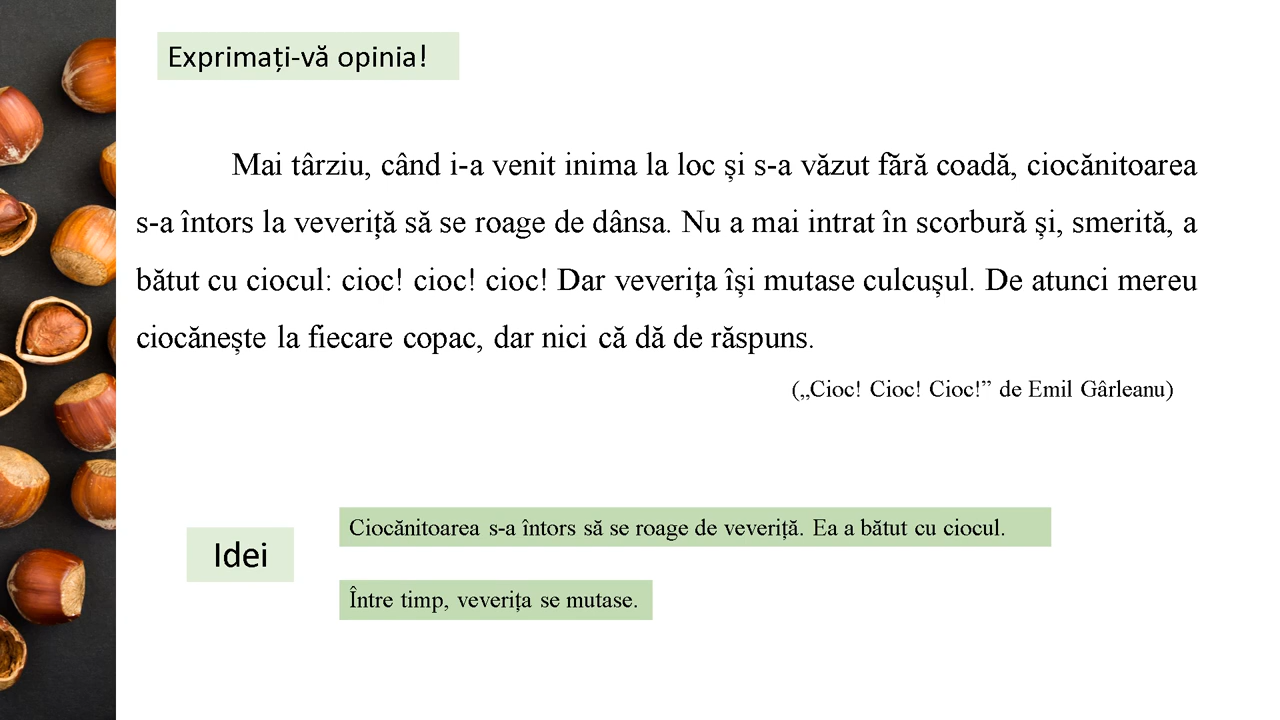 Exprimați-vă opinia!
Mai târziu, când i-a venit inima la loc și s-a văzut fără coadă, ciocănitoarea
s-a întors la veveriță să se roage de dânsa. Nu a mai intrat în scorbură și, smerită, a
bătut cu ciocul: cioc! cioc! cioc! Dar veverița își mutase culcușul. De atunci mereu
ciocănește la fiecare copac, dar nici că dă de răspuns.
(„Cioc! Cioc! Cioc!” de Emil Gârleanu)
Idei
Ciocănitoarea s-a întors să se roage de veveriță. Ea a bătut cu ciocul.
Între timp, veverița se mutase.